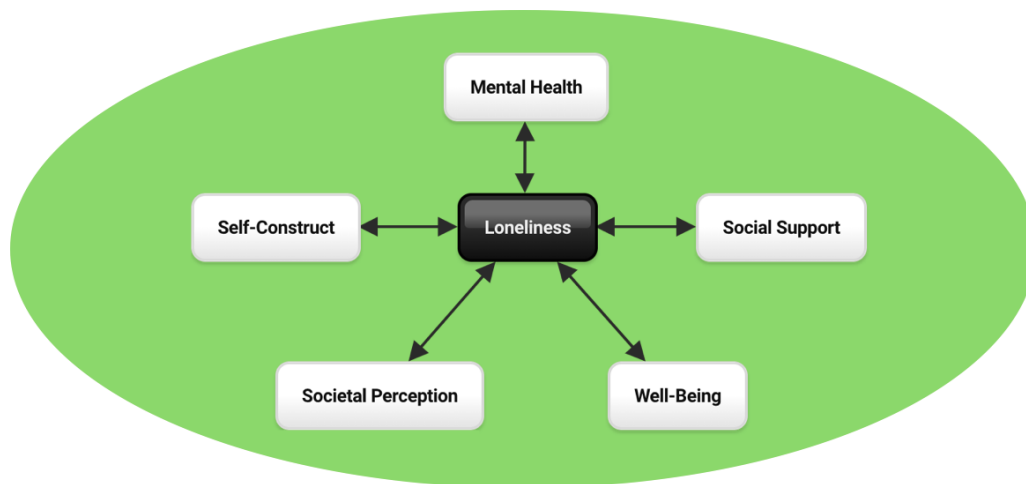 Mental Health
Self-Construct
Loneliness
Social Support
Societal Perception
Well-Being